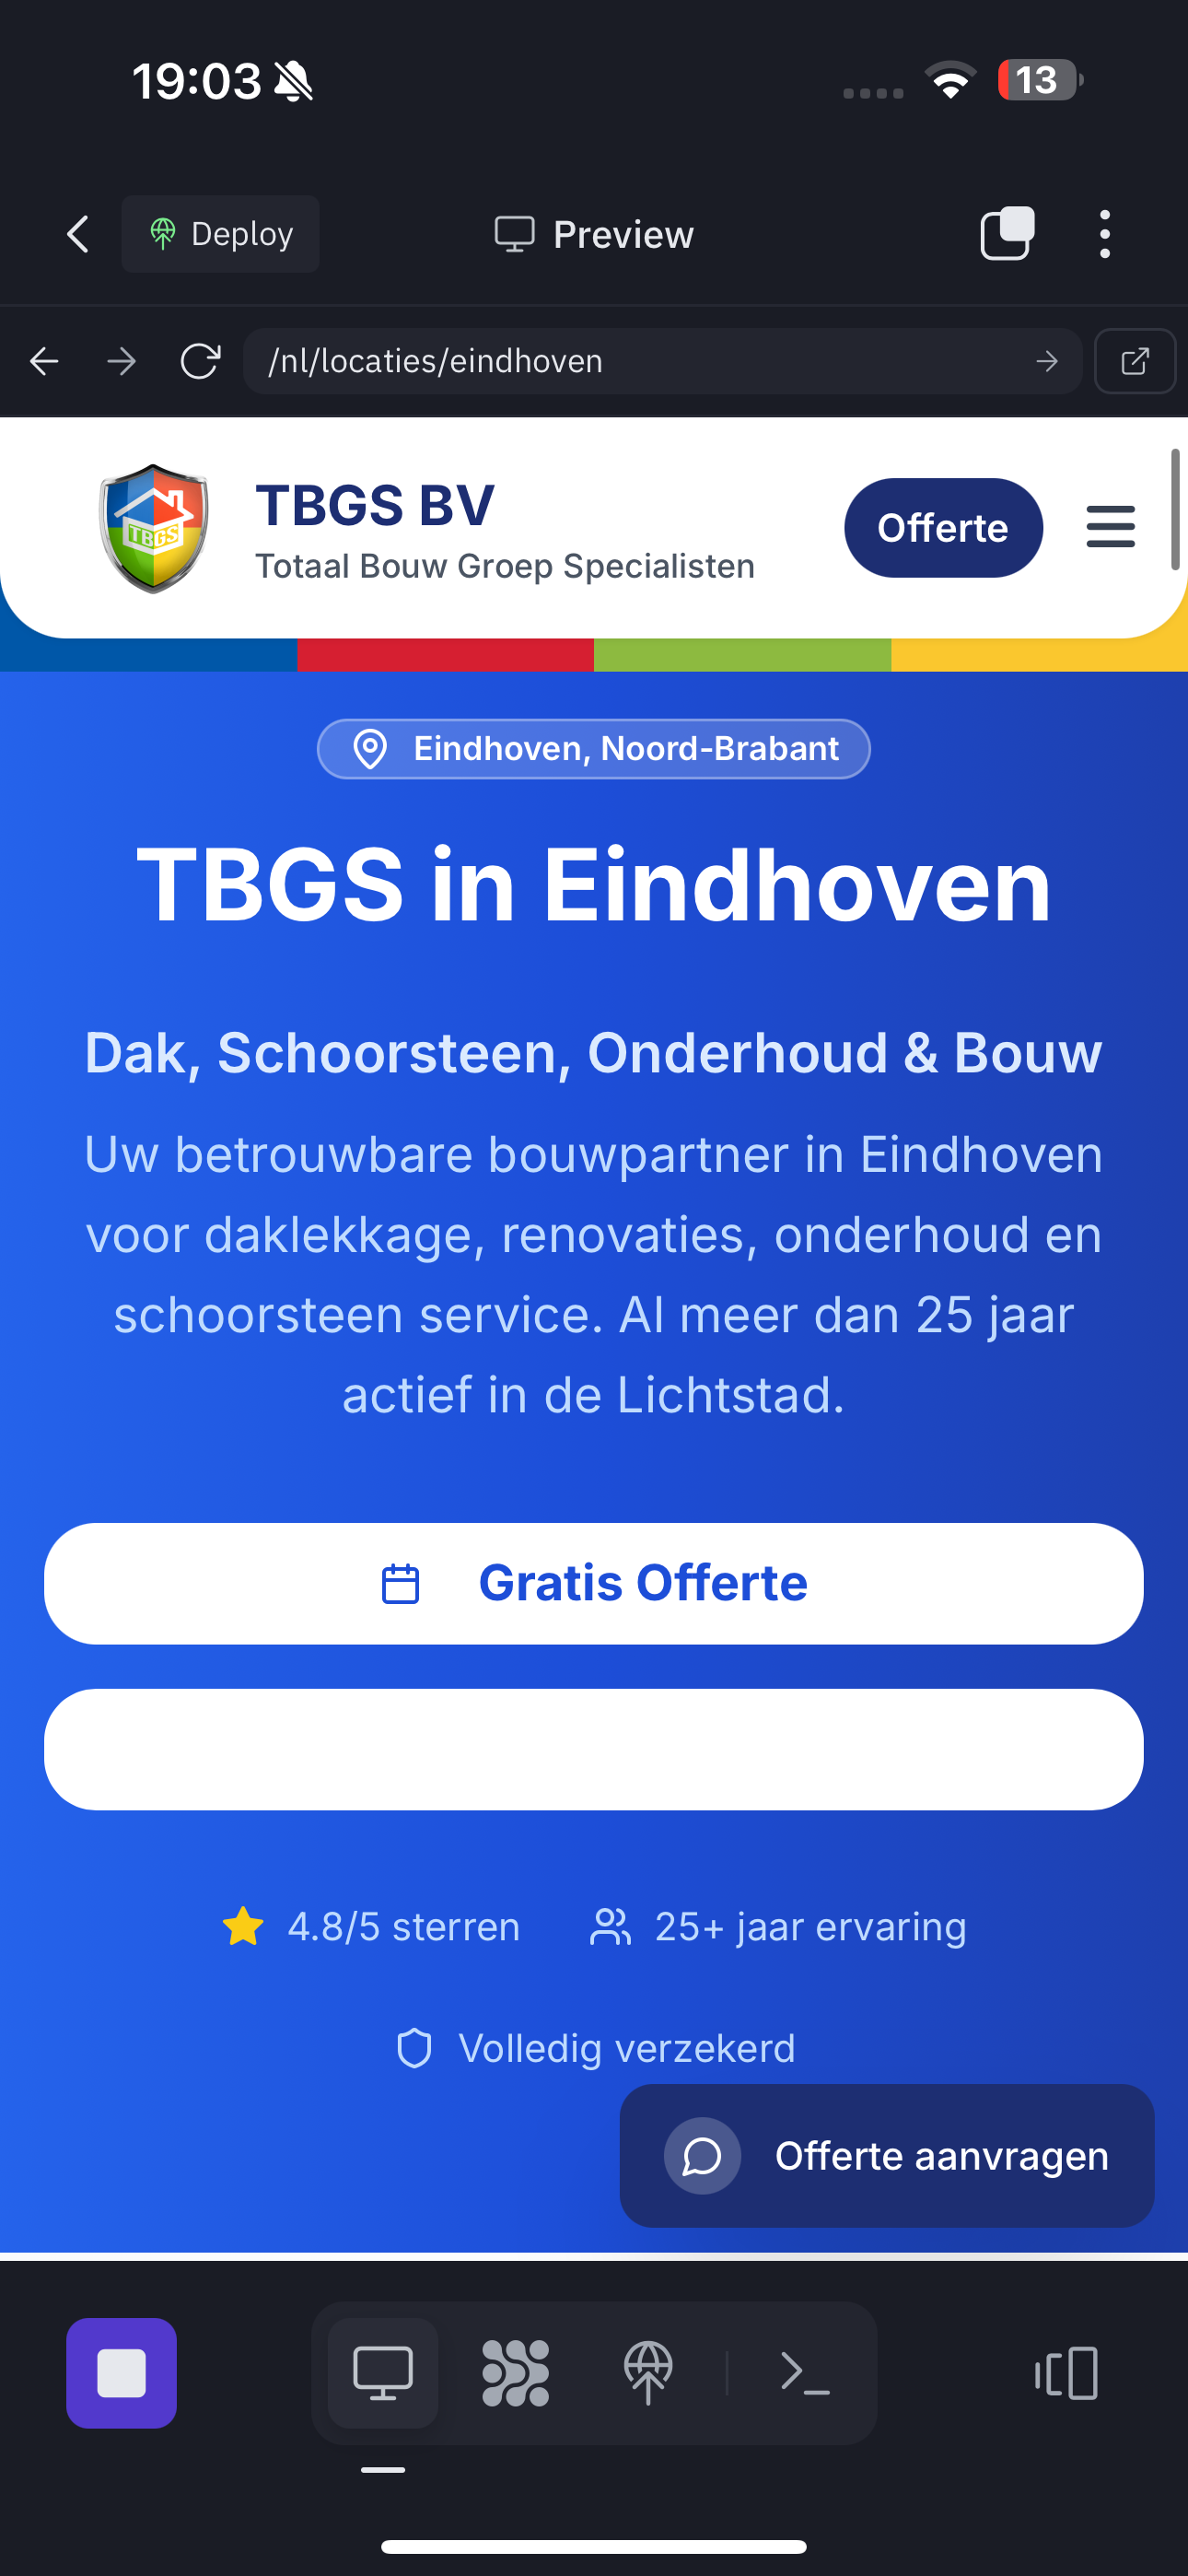 19:03
13
Deploy
Preview
/nl/locaties/eindhoven
TBGS
TBGS BV
Totaal Bouw Groep Specialisten
Offerte
Eindhoven, Noord-Brabant
TBGS in Eindhoven
Dak, Schoorsteen, Onderhoud & Bouw
Uw betrouwbare bouwpartner in Eindhoven
voor daklekkage, renovaties, onderhoud en
schoorsteen service. Al meer dan 25 jaar
actief in de Lichtstad.
Gratis Offerte
4.8/5 sterren
25+ jaar ervaring
Volledig verzekerd
Offerte aanvragen